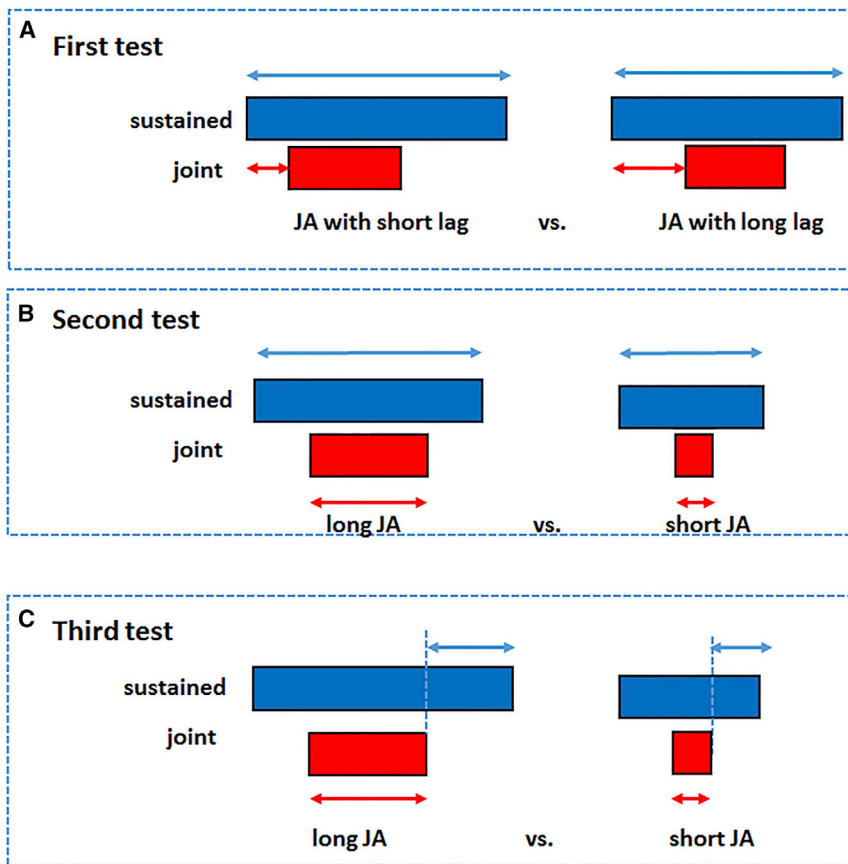 A
First test
sustained
joint
JA with short lag vs. JA with long lag
B
Second test
sustained
joint
long JA vs. short JA
C
Third test
sustained
joint
long JA vs. short JA